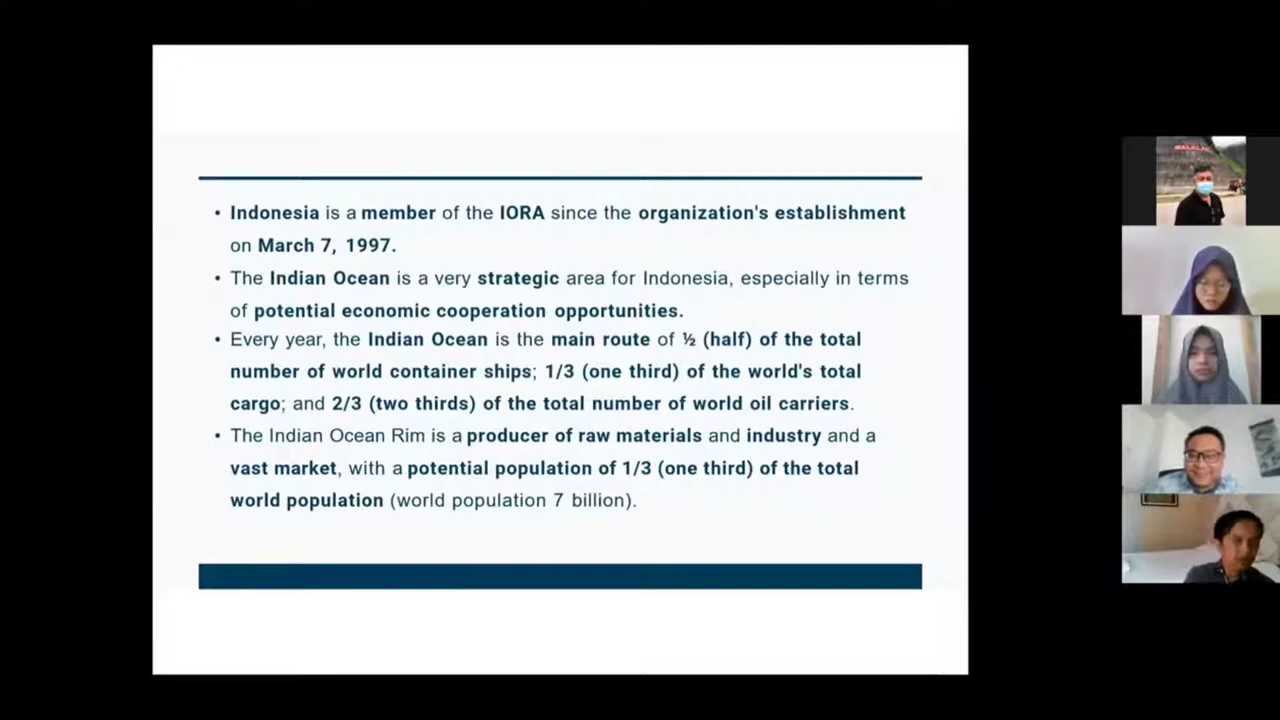 • Indonesia is a member of the IORA since the organization's establishment
on March 7, 1997.
• The Indian Ocean is a very strategic area for Indonesia, especially in terms
of potential economic cooperation opportunities.
• Every year, the Indian Ocean is the main route of ½ (half) of the total
number of world container ships; 1/3 (one third) of the world's total
cargo; and 2/3 (two thirds) of the total number of world oil carriers.
• The Indian Ocean Rim is a producer of raw materials and industry and a
vast market, with a potential population of 1/3 (one third) of the total
world population (world population 7 billion).